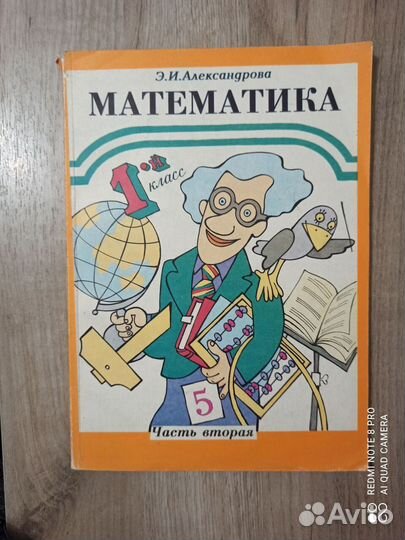 Э.И.Александрова
МАТЕМАТИКА
1-й
класс
5
Часть вторая
REDMI NOTE 8 PRO
AI QUAD CAMERA
Avito